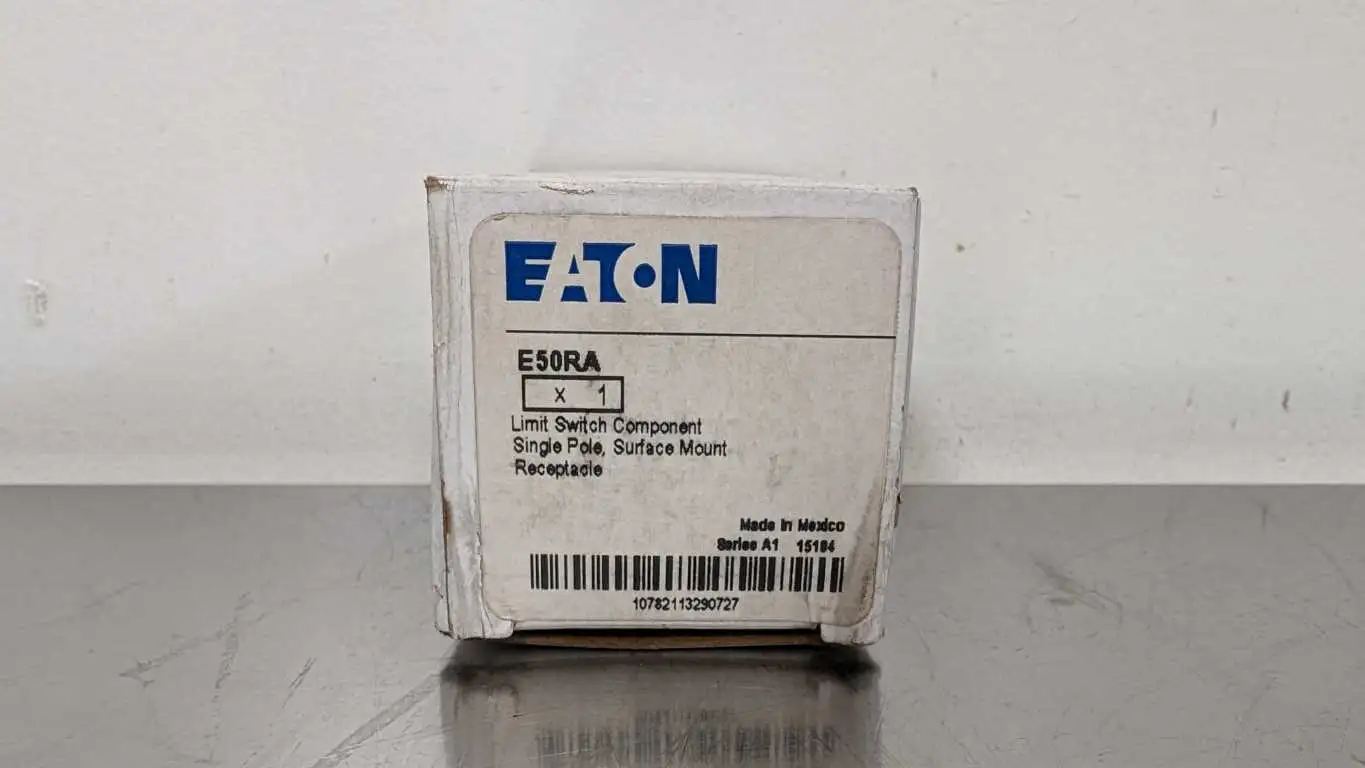 EATON
E50RA
x 1
Limit Switch Component
Single Pole, Surface Mount
Receptacle
Made in Mexico
Series A1 15184
10782113290727